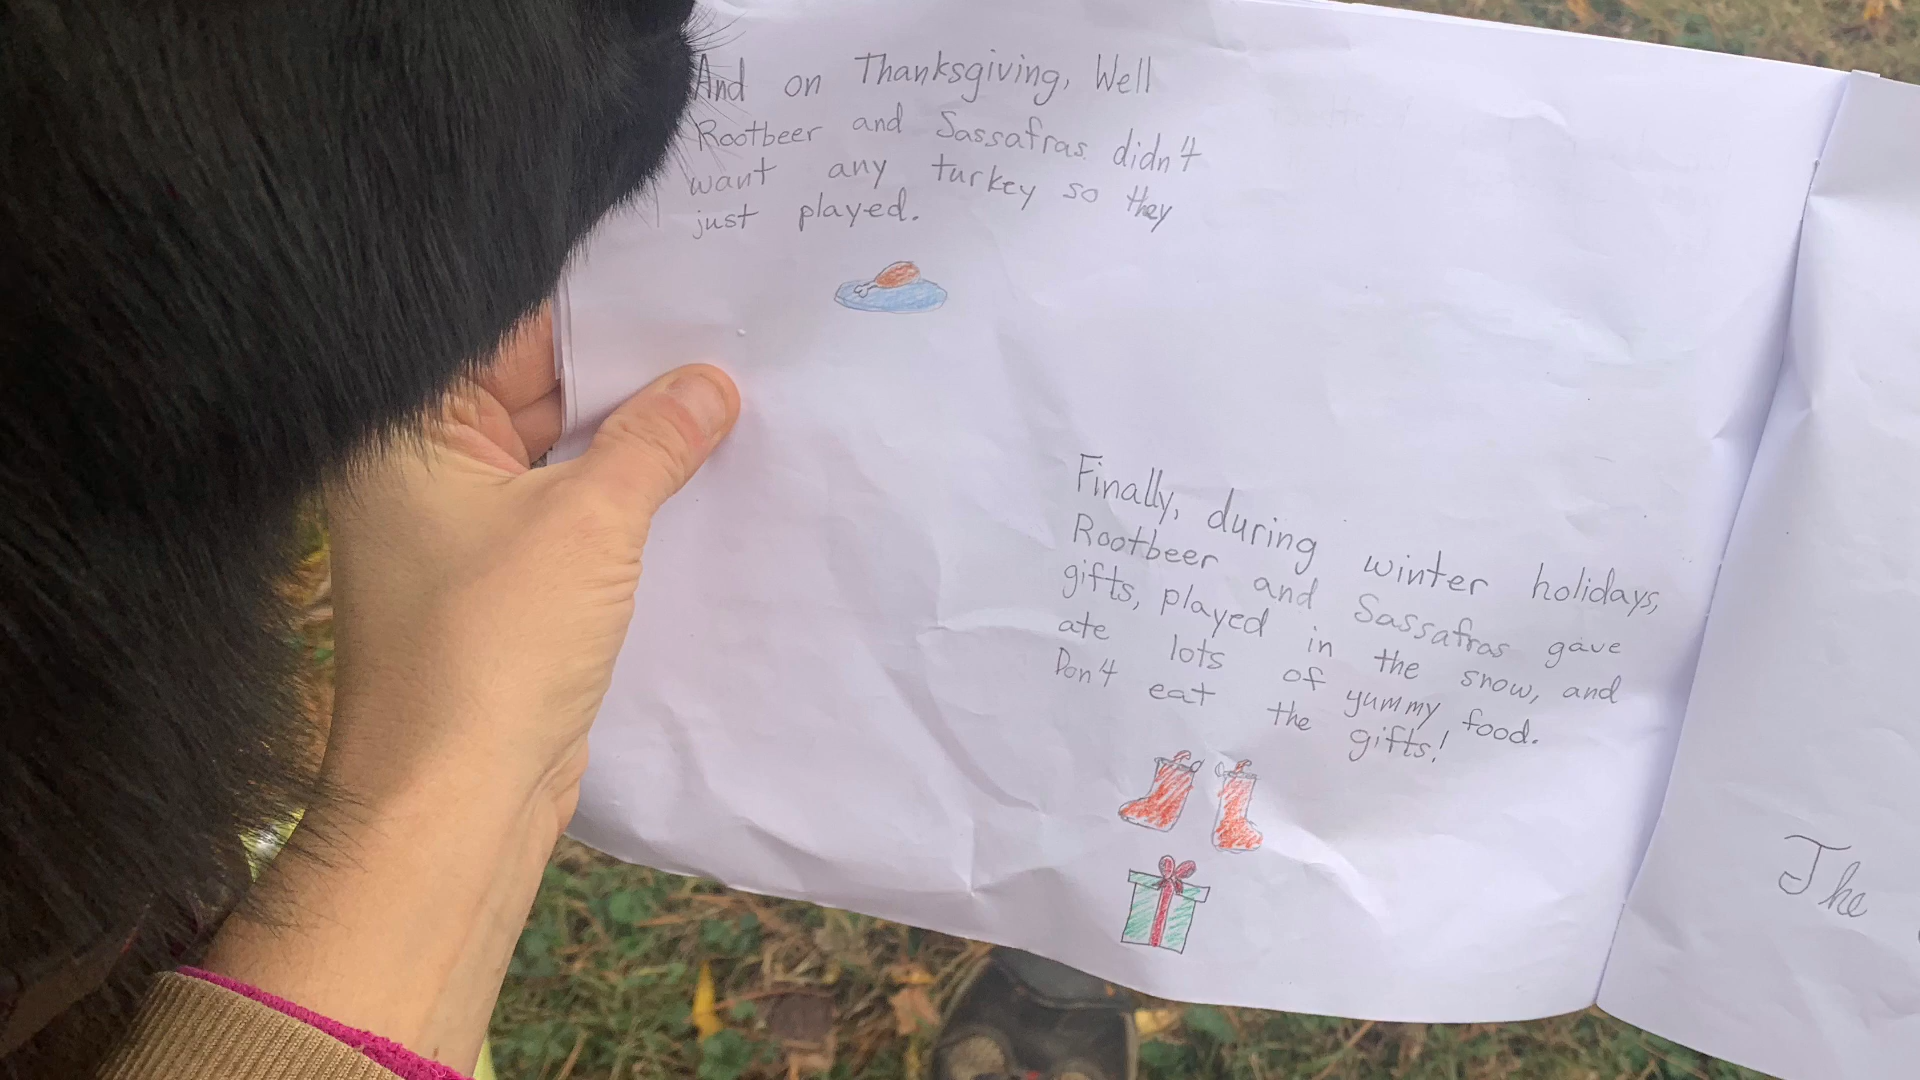 And on Thanksgiving, Well
Rootbeer and Sassafras didn't
want any turkey so they
just played.
Finally, during winter holidays,
Rootbeer and Sassafras gave
gifts, played in the snow, and
ate lots of yummy food.
Don't eat the gifts!
The